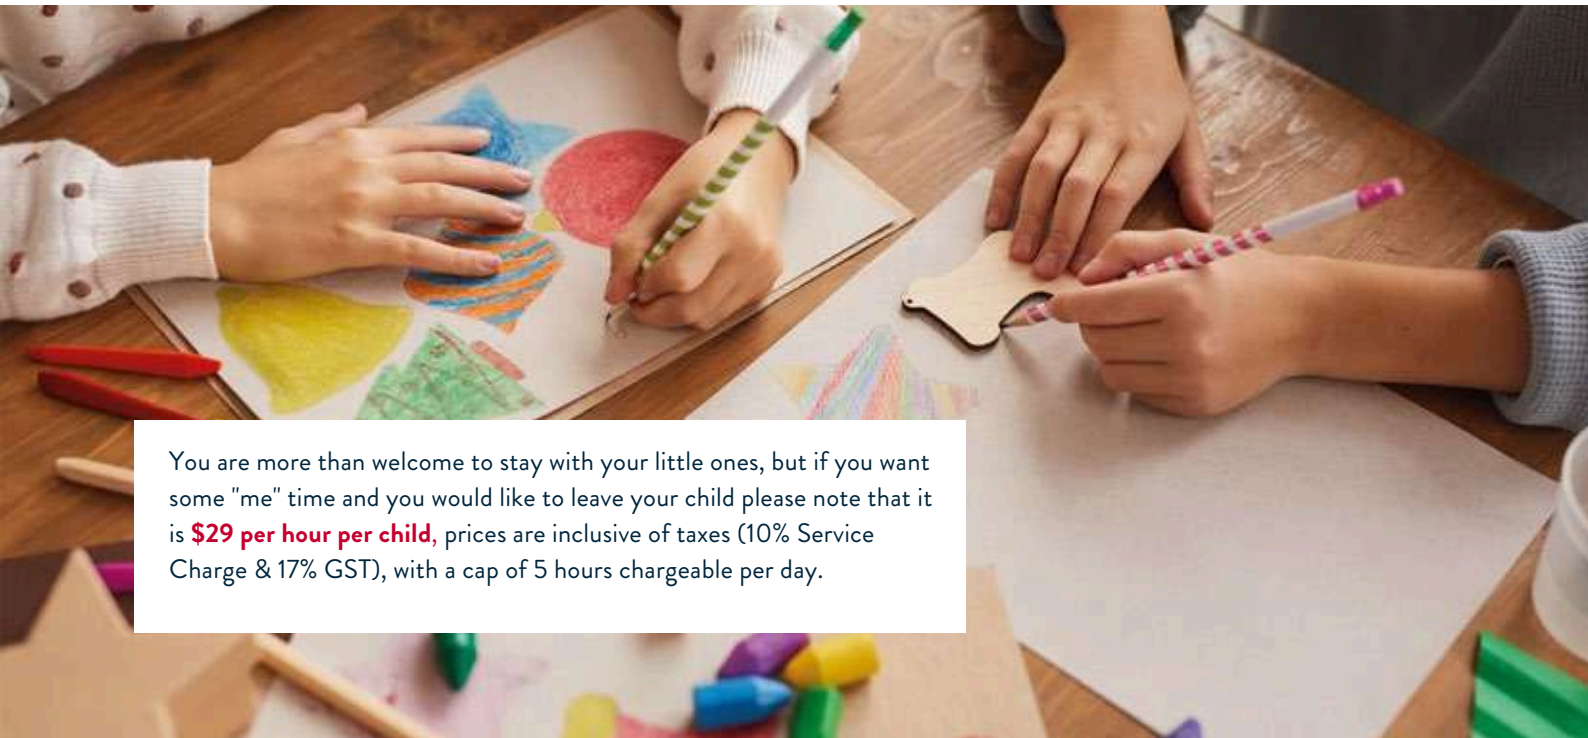 You are more than welcome to stay with your little ones, but if you want
some "me" time and you would like to leave your child please note that it
is $29 per hour per child, prices are inclusive of taxes (10% Service
Charge & 17% GST), with a cap of 5 hours chargeable per day.